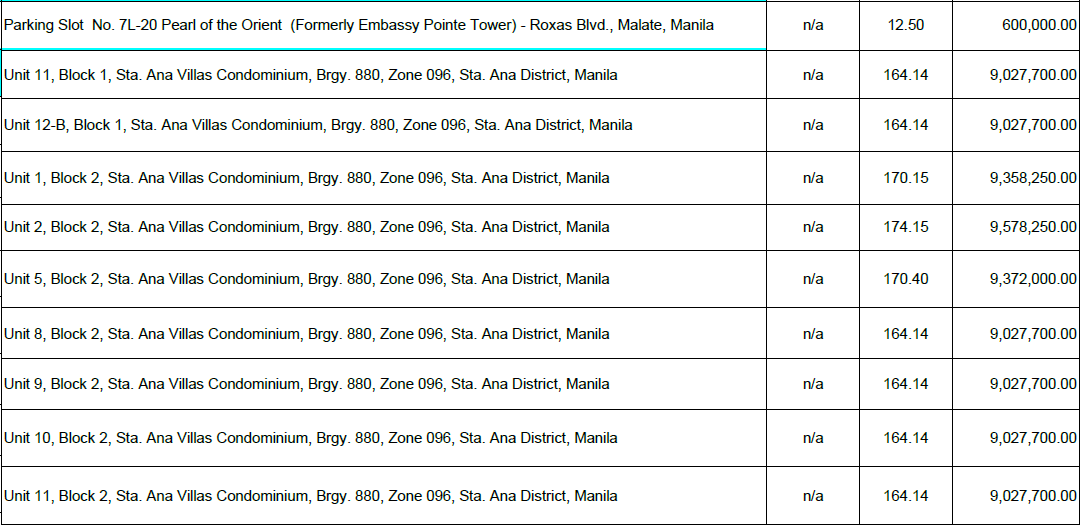 Parking Slot  No. 7L-20 Pearl of the Orient  (Formerly Embassy Pointe Tower) - Roxas Blvd., Malate, Manila n/a 12.50 600,000.00
Unit 11, Block 1, Sta. Ana Villas Condominium, Brgy. 880, Zone 096, Sta. Ana District, Manila n/a 164.14 9,027,700.00
Unit 12-B, Block 1, Sta. Ana Villas Condominium, Brgy. 880, Zone 096, Sta. Ana District, Manila n/a 164.14 9,027,700.00
Unit 1, Block 2, Sta. Ana Villas Condominium, Brgy. 880, Zone 096, Sta. Ana District, Manila n/a 170.15 9,358,250.00
Unit 2, Block 2, Sta. Ana Villas Condominium, Brgy. 880, Zone 096, Sta. Ana District, Manila n/a 174.15 9,578,250.00
Unit 5, Block 2, Sta. Ana Villas Condominium, Brgy. 880, Zone 096, Sta. Ana District, Manila n/a 170.40 9,372,000.00
Unit 8, Block 2, Sta. Ana Villas Condominium, Brgy. 880, Zone 096, Sta. Ana District, Manila n/a 164.14 9,027,700.00
Unit 9, Block 2, Sta. Ana Villas Condominium, Brgy. 880, Zone 096, Sta. Ana District, Manila n/a 164.14 9,027,700.00
Unit 10, Block 2, Sta. Ana Villas Condominium, Brgy. 880, Zone 096, Sta. Ana District, Manila n/a 164.14 9,027,700.00
Unit 11, Block 2, Sta. Ana Villas Condominium, Brgy. 880, Zone 096, Sta. Ana District, Manila n/a 164.14 9,027,700.00